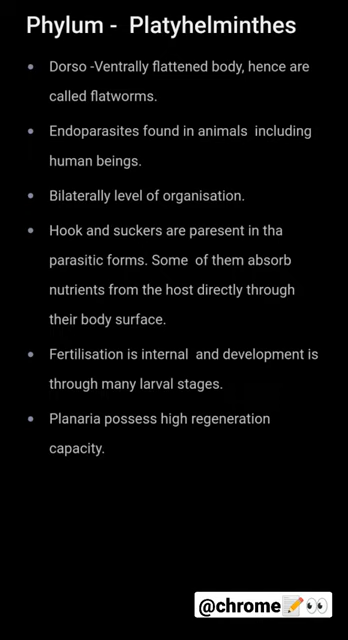 Phylum - Platyhelminthes
• Dorso -Ventrally flattened body, hence are
called flatworms.
• Endoparasites found in animals including
human beings.
• Bilaterally level of organisation.
• Hook and suckers are paresent in tha
parasitic forms. Some of them absorb
nutrients from the host directly through
their body surface.
• Fertilisation is internal and development is
through many larval stages.
• Planaria possess high regeneration
capacity.
@chrome📝👀